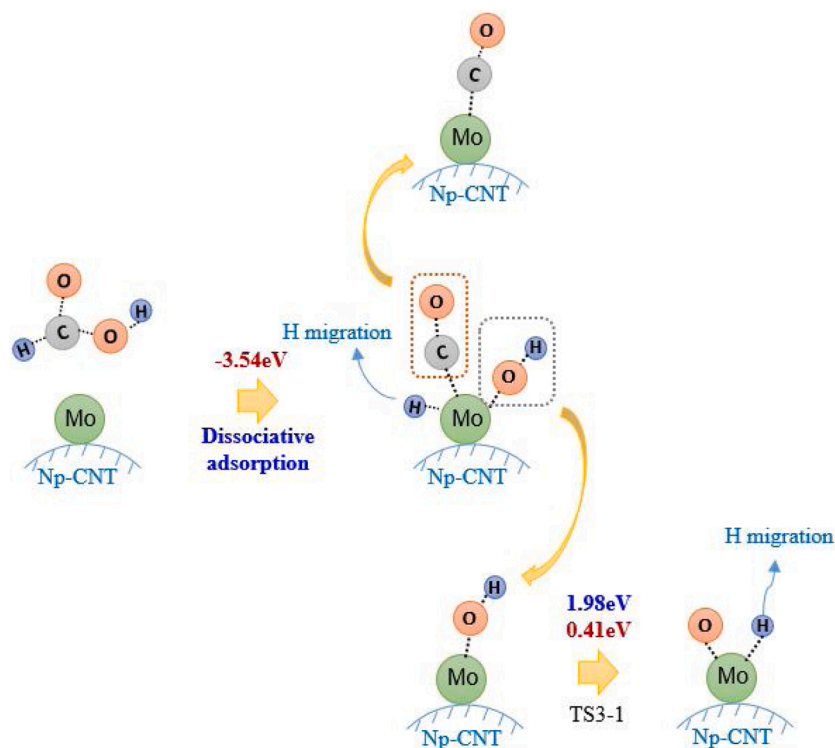 O
C
Mo
Np-CNT
O
H
H
C
O
Mo
Np-CNT
-3.54eV
Dissociative
adsorption
H migration
O
C
H
O
H
Mo
Np-CNT
H
O
Mo
Np-CNT
1.98eV
0.41eV
TS3-1
H migration
O
H
Mo
Np-CNT